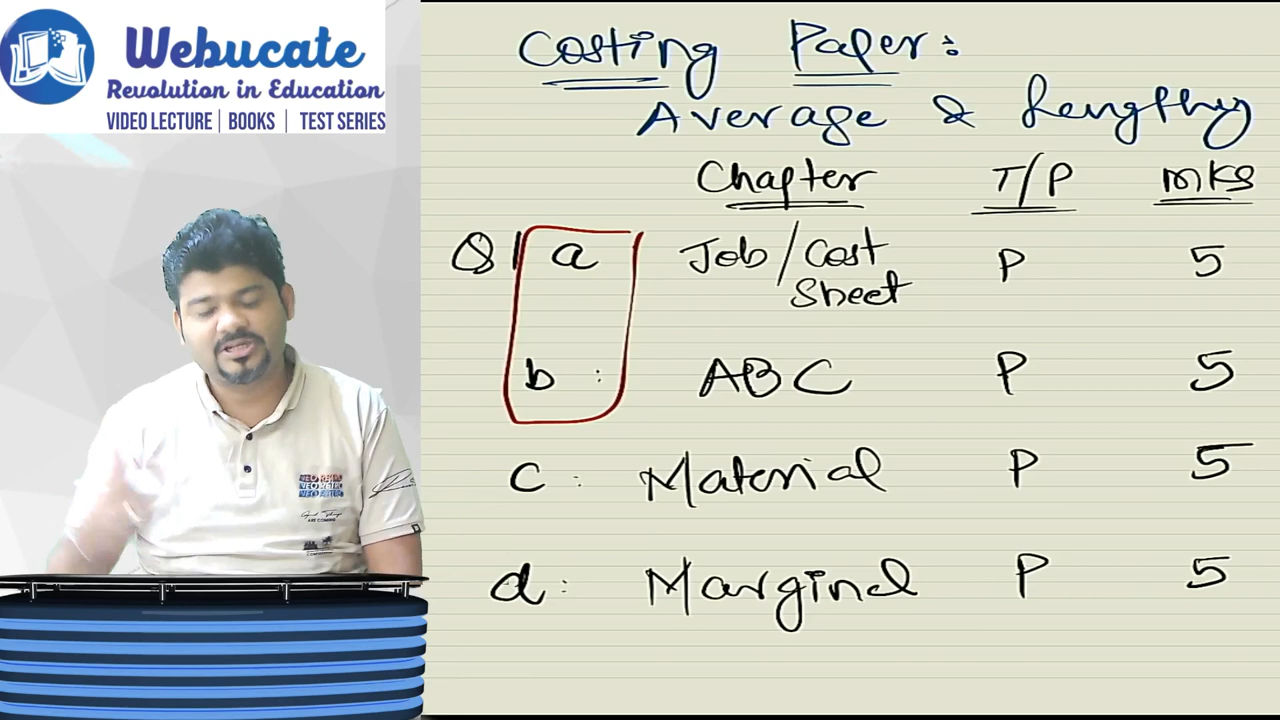 Webucate
Revolution in Education
VIDEO LECTURE | BOOKS | TEST SERIES
Costing Paper:
Average & Lengthy
Chapter T/P MKS
Q1 a Job/Cost Sheet P 5
b: ABC P 5
c: Material P 5
d: Marginal P 5